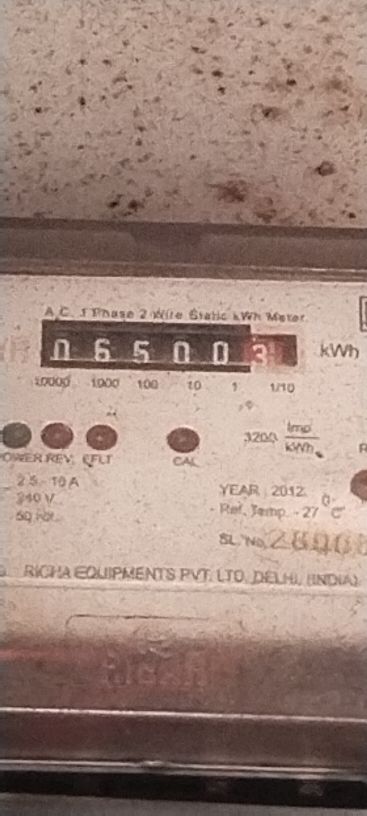 A.C. 1 Phase 2 Wire Static kWh Meter
0 6 5 0 0 3 kWh
10000 1000 100 10 1 1/10
3200 Imp/kWh
POWER REV. EFLT CAL
2.5 - 10 A
240 V
50 Hz
YEAR : 2012
Ref. Temp. - 27 °C
SL. No.
RICHA EQUIPMENTS PVT. LTD. DELHI, (INDIA)